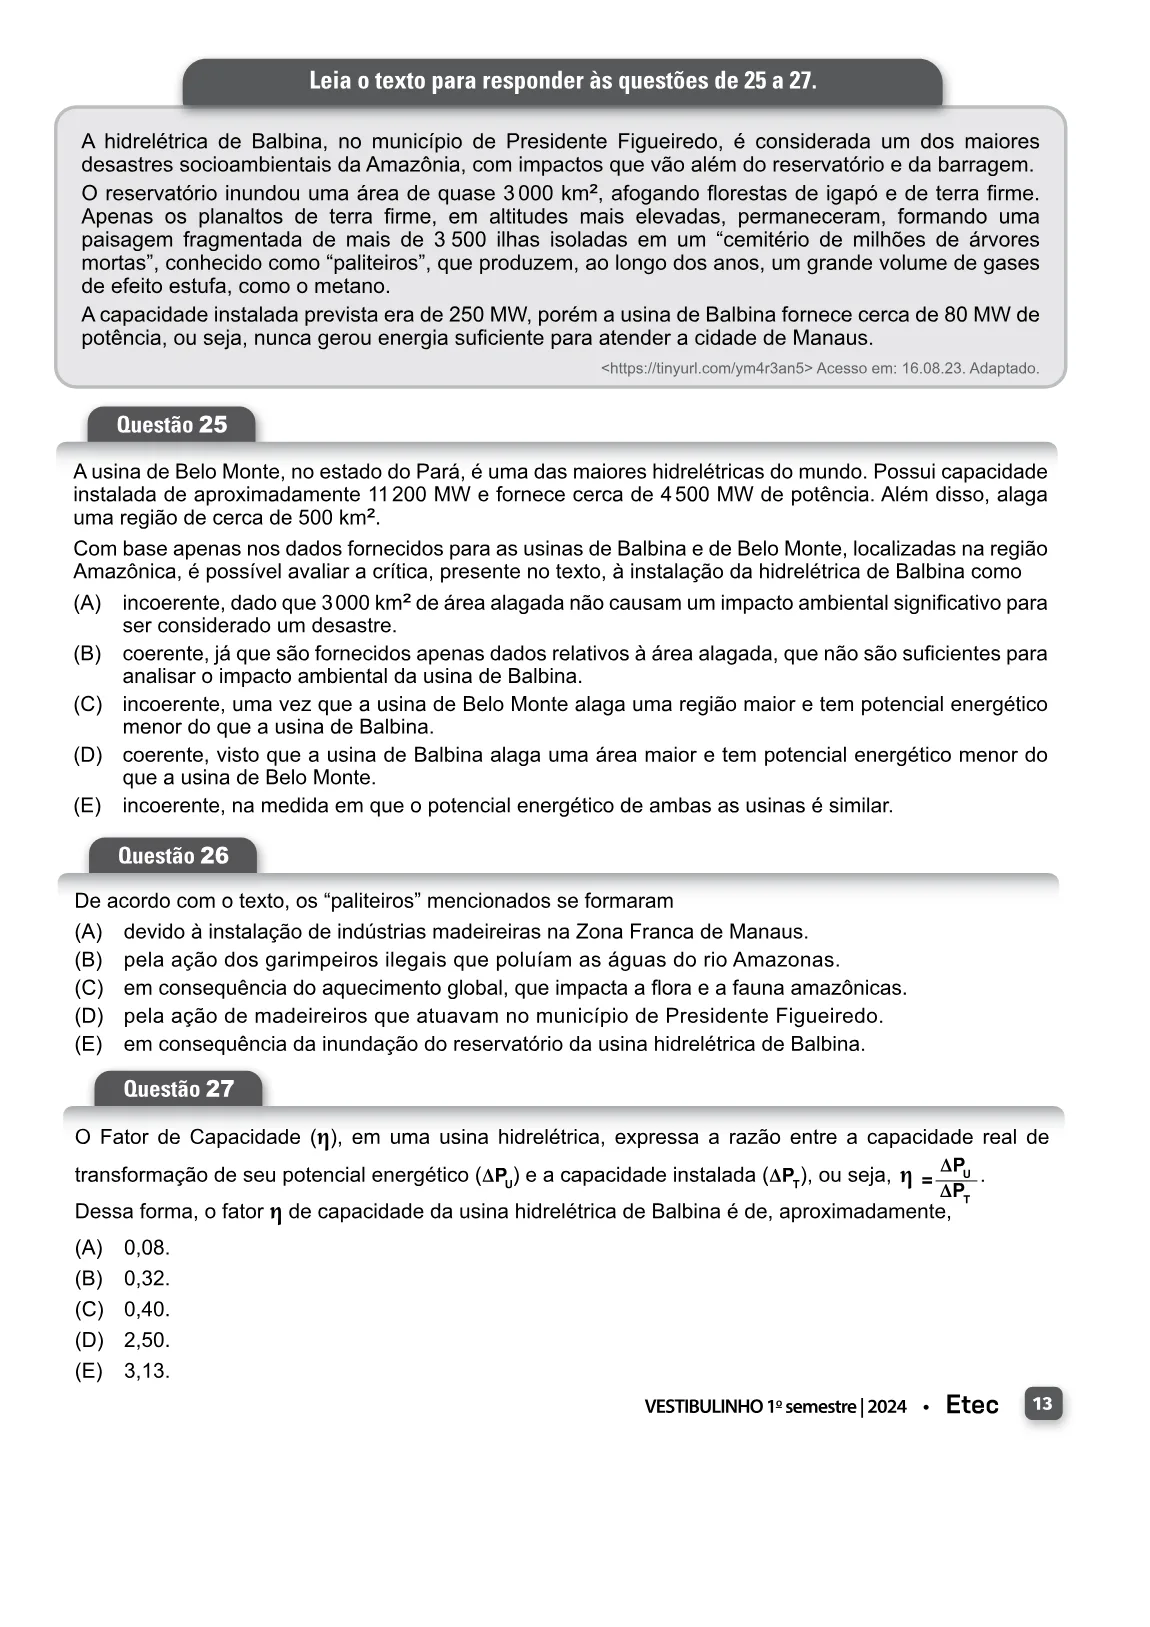 Leia o texto para responder às questões de 25 a 27.
A hidrelétrica de Balbina, no município de Presidente Figueiredo, é considerada um dos maiores
desastres socioambientais da Amazônia, com impactos que vão além do reservatório e da barragem.
O reservatório inundou uma área de quase 3 000 km², afogando florestas de igapó e de terra firme.
Apenas os planaltos de terra firme, em altitudes mais elevadas, permaneceram, formando uma
paisagem fragmentada de mais de 3 500 ilhas isoladas em um “cemitério de milhões de árvores
mortas”, conhecido como “paliteiros”, que produzem, ao longo dos anos, um grande volume de gases
de efeito estufa, como o metano.
A capacidade instalada prevista era de 250 MW, porém a usina de Balbina fornece cerca de 80 MW de
potência, ou seja, nunca gerou energia suficiente para atender a cidade de Manaus.
<https://tinyurl.com/ym4r3an5> Acesso em: 16.08.23. Adaptado.
Questão 25
A usina de Belo Monte, no estado do Pará, é uma das maiores hidrelétricas do mundo. Possui capacidade
instalada de aproximadamente 11 200 MW e fornece cerca de 4 500 MW de potência. Além disso, alaga
uma região de cerca de 500 km².
Com base apenas nos dados fornecidos para as usinas de Balbina e de Belo Monte, localizadas na região
Amazônica, é possível avaliar a crítica, presente no texto, à instalação da hidrelétrica de Balbina como
(A) incoerente, dado que 3 000 km² de área alagada não causam um impacto ambiental significativo para
ser considerado um desastre.
(B) coerente, já que são fornecidos apenas dados relativos à área alagada, que não são suficientes para
analisar o impacto ambiental da usina de Balbina.
(C) incoerente, uma vez que a usina de Belo Monte alaga uma região maior e tem potencial energético
menor do que a usina de Balbina.
(D) coerente, visto que a usina de Balbina alaga uma área maior e tem potencial energético menor do
que a usina de Belo Monte.
(E) incoerente, na medida em que o potencial energético de ambas as usinas é similar.
Questão 26
De acordo com o texto, os “paliteiros” mencionados se formaram
(A) devido à instalação de indústrias madeireiras na Zona Franca de Manaus.
(B) pela ação dos garimpeiros ilegais que poluíam as águas do rio Amazonas.
(C) em consequência do aquecimento global, que impacta a flora e a fauna amazônicas.
(D) pela ação de madeireiros que atuavam no município de Presidente Figueiredo.
(E) em consequência da inundação do reservatório da usina hidrelétrica de Balbina.
Questão 27
O Fator de Capacidade (η), em uma usina hidrelétrica, expressa a razão entre a capacidade real de
transformação de seu potencial energético (ΔPU) e a capacidade instalada (ΔPT), ou seja, η = ΔPU/ΔPT.
Dessa forma, o fator η de capacidade da usina hidrelétrica de Balbina é de, aproximadamente,
(A) 0,08.
(B) 0,32.
(C) 0,40.
(D) 2,50.
(E) 3,13.
VESTIBULINHO 1º semestre | 2024 • Etec 13